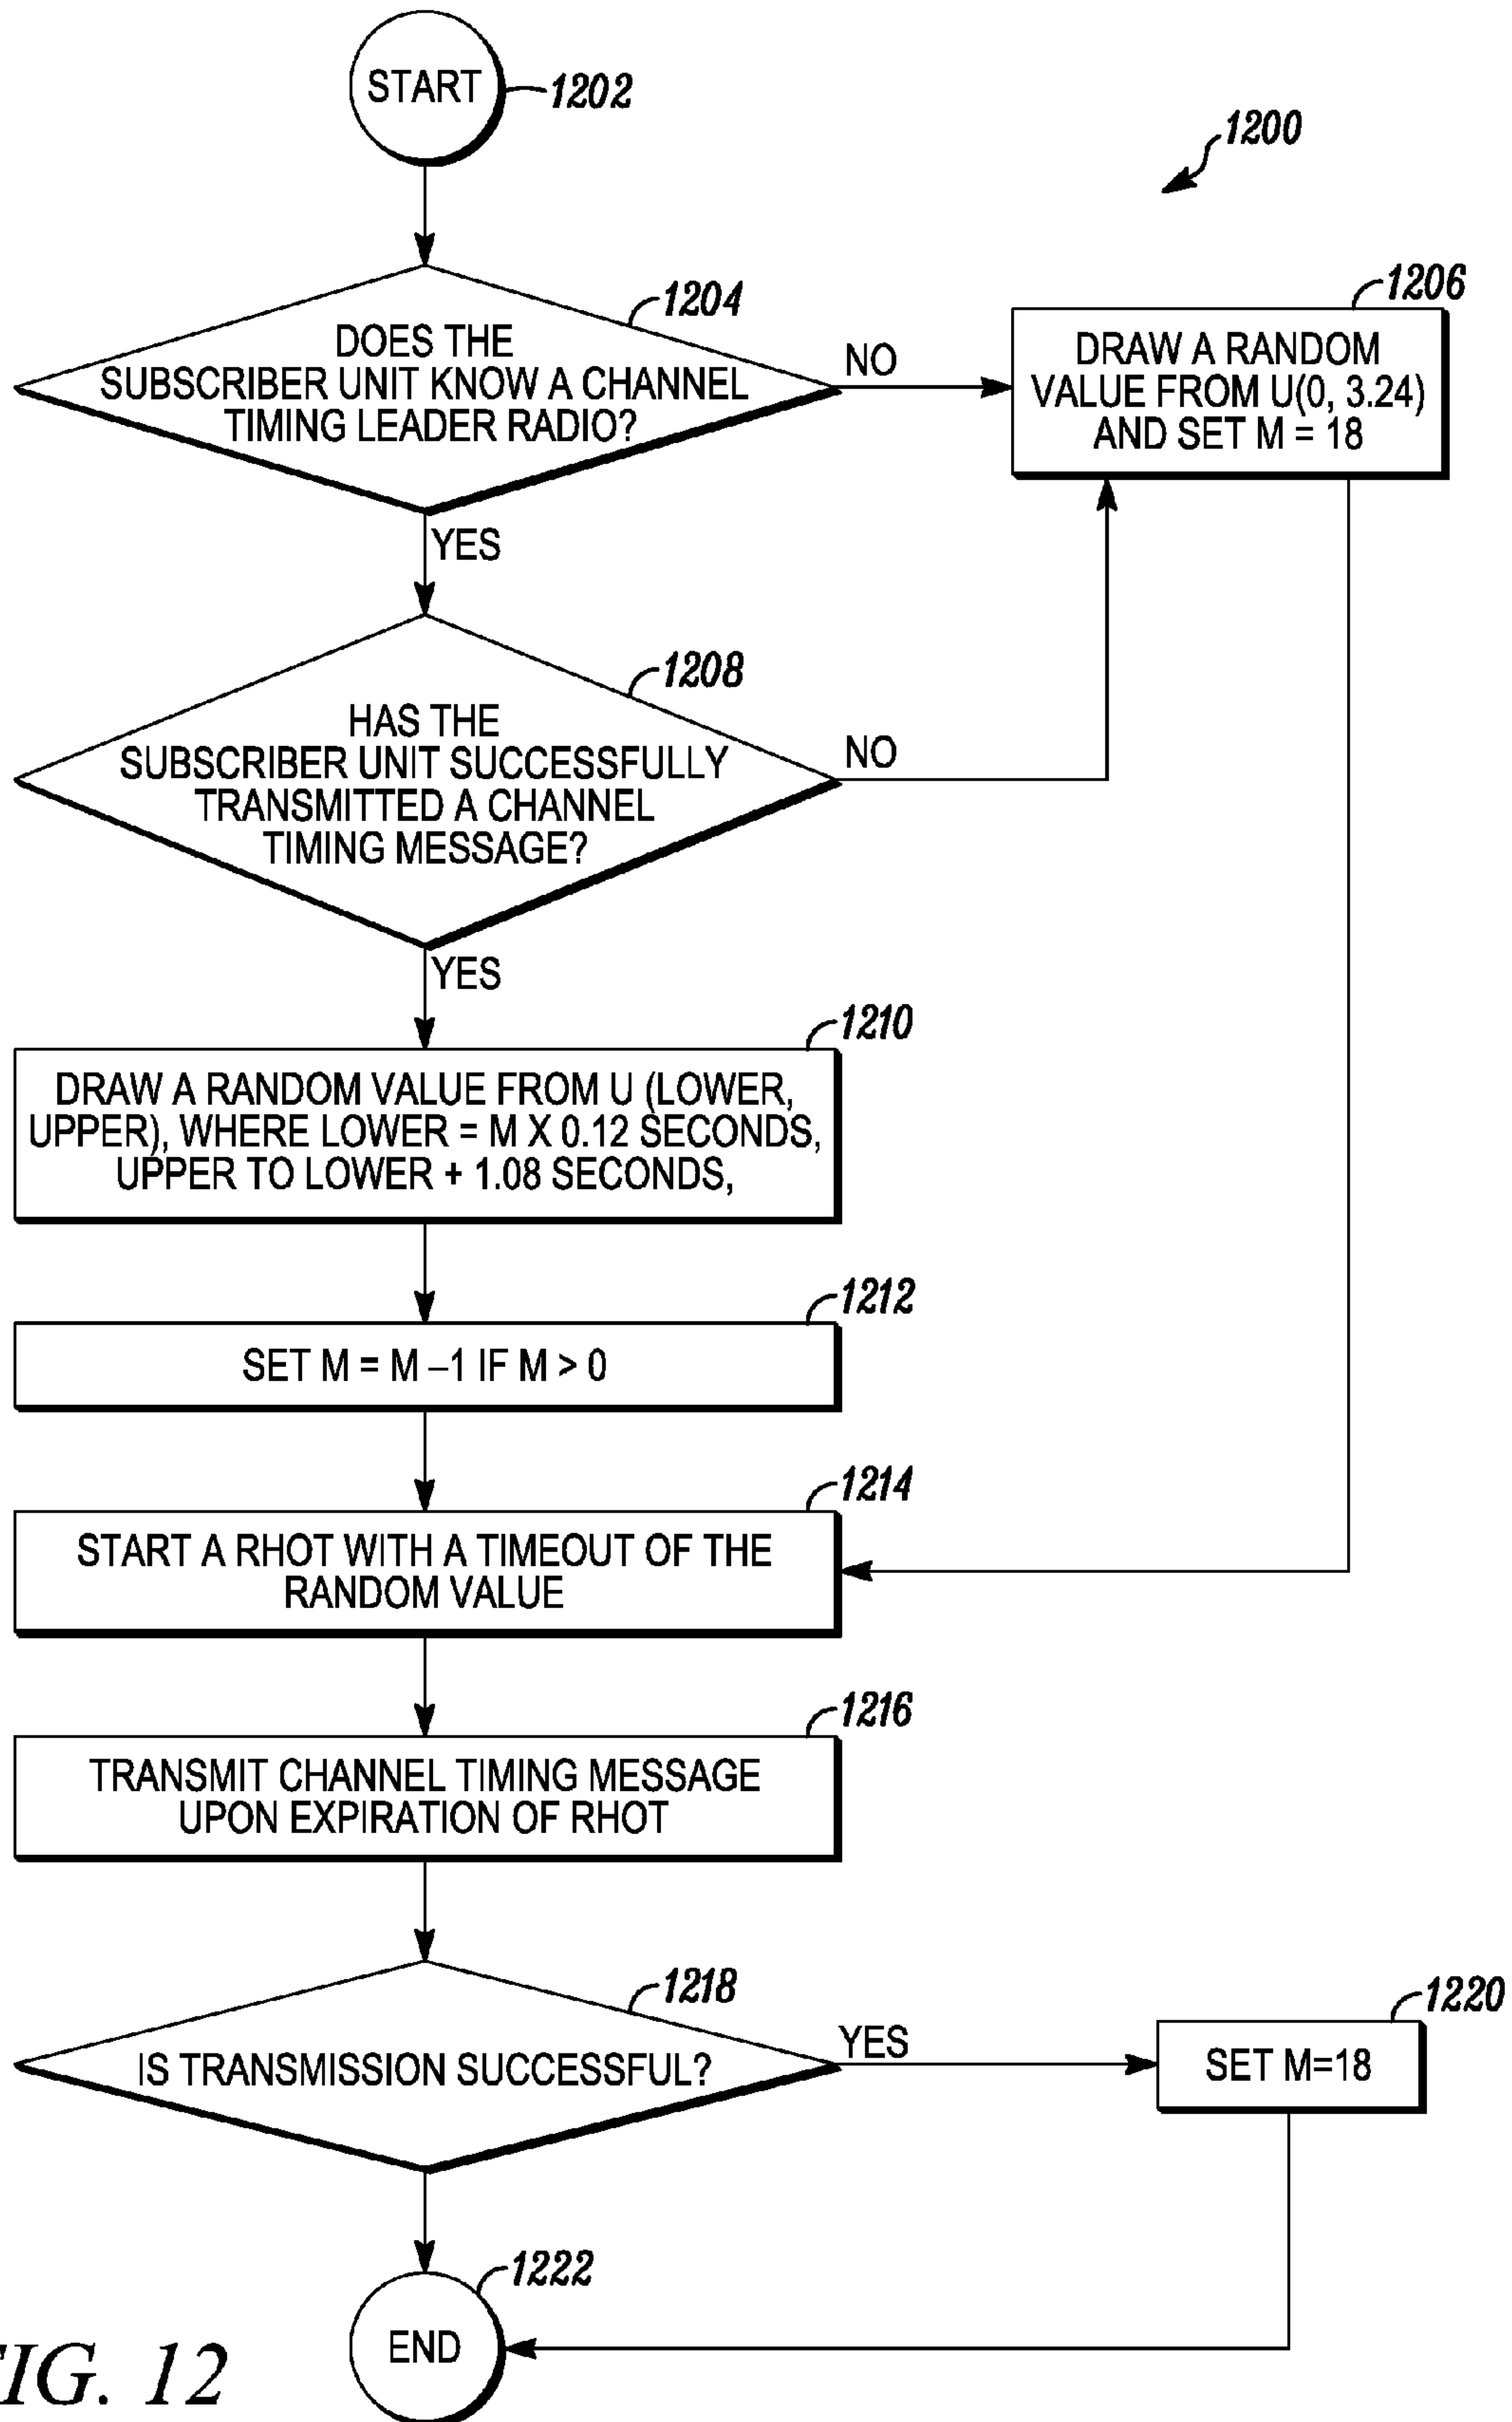 START
1202
1200
1204
DOES THE
SUBSCRIBER UNIT KNOW A CHANNEL
TIMING LEADER RADIO?
NO
1206
DRAW A RANDOM
VALUE FROM U(0, 3.24)
AND SET M = 18
YES
1208
HAS THE
SUBSCRIBER UNIT SUCCESSFULLY
TRANSMITTED A CHANNEL
TIMING MESSAGE?
NO
YES
1210
DRAW A RANDOM VALUE FROM U (LOWER,
UPPER), WHERE LOWER = M X 0.12 SECONDS,
UPPER TO LOWER + 1.08 SECONDS,
1212
SET M = M –1 IF M > 0
1214
START A RHOT WITH A TIMEOUT OF THE
RANDOM VALUE
1216
TRANSMIT CHANNEL TIMING MESSAGE
UPON EXPIRATION OF RHOT
1218
IS TRANSMISSION SUCCESSFUL?
YES
1220
SET M=18
1222
END
FIG. 12